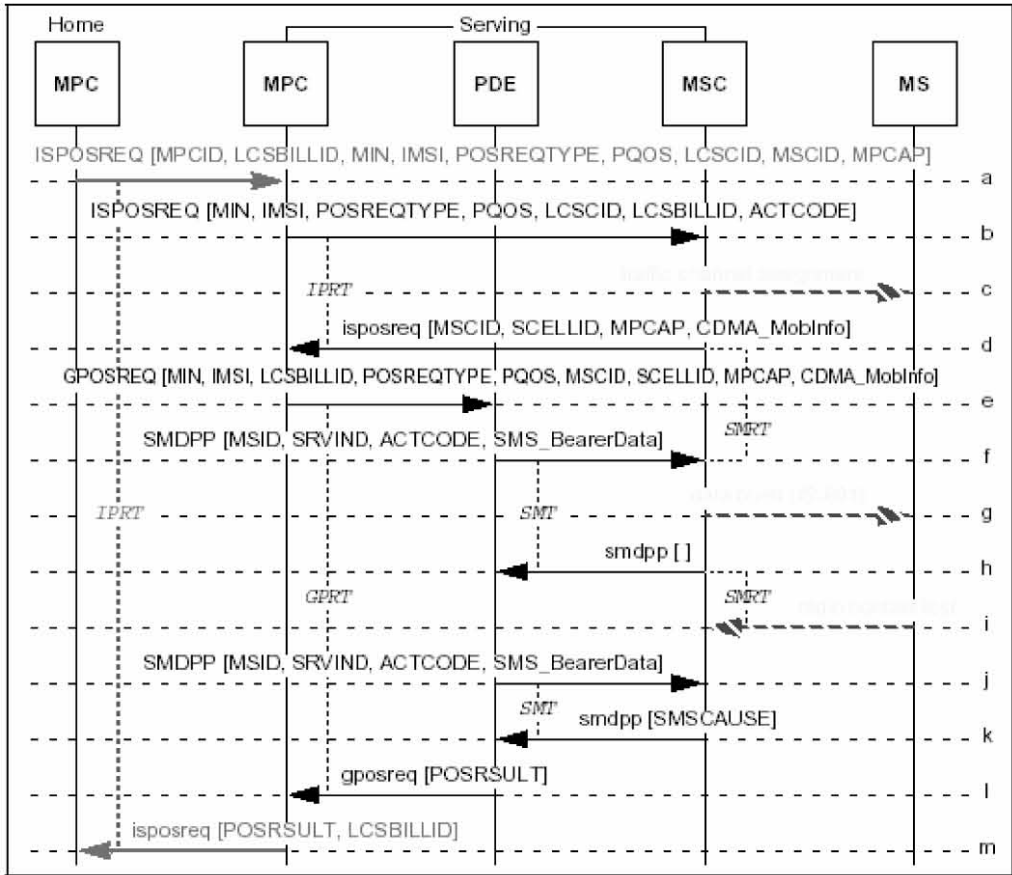 Home
Serving
MPC
MPC
PDE
MSC
MS
ISPOSREQ [MPCID, LCSBILLID, MIN, IMSI, POSREQTYPE, PQOS, LCSCID, MSCID, MPCAP]
a
ISPOSREQ [MIN, IMSI, POSREQTYPE, PQOS, LCSCID, LCSBILLID, ACTCODE]
b
IPRT
c
isposreq [MSCID, SCELLID, MPCAP, CDMA_MobInfo]
d
GPOSREQ [MIN, IMSI, LCSBILLID, POSREQTYPE, PQOS, MSCID, SCELLID, MPCAP, CDMA_MobInfo]
e
SMRT
SMDPP [MSID, SRVIND, ACTCODE, SMS_BearerData]
f
IPRT
SMT
g
smdpp [ ]
h
GPRT
SMRT
i
SMDPP [MSID, SRVIND, ACTCODE, SMS_BearerData]
j
SMT
smdpp [SMSCAUSE]
k
gposreq [POSRSULT]
l
isposreq [POSRSULT, LCSBILLID]
m